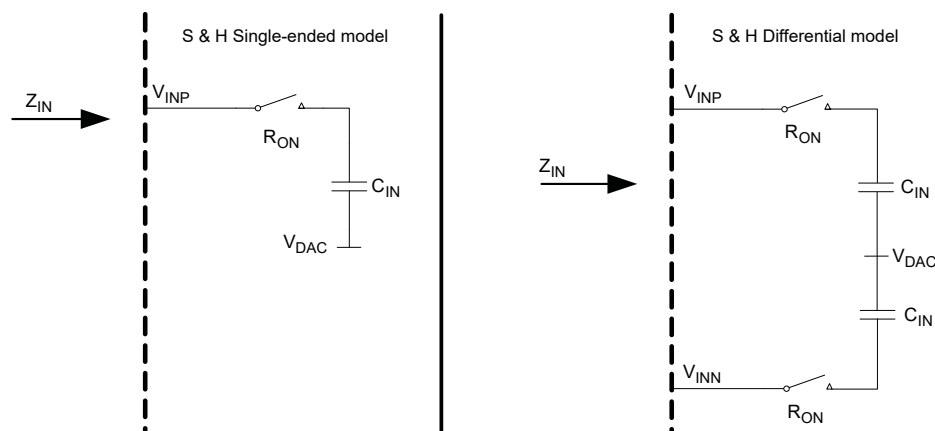 S & H Single-ended model
V_INP
Z_IN
R_ON
C_IN
V_DAC
S & H Differential model
V_INP
R_ON
Z_IN
C_IN
V_DAC
C_IN
V_INN
R_ON